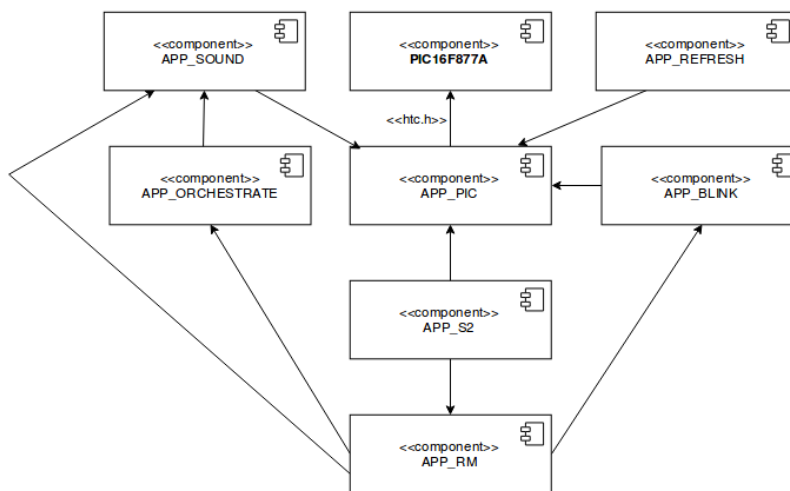 <<component>>
APP_SOUND
<<component>>
PIC16F877A
<<component>>
APP_REFRESH
<<htc.h>>
<<component>>
APP_ORCHESTRATE
<<component>>
APP_PIC
<<component>>
APP_BLINK
<<component>>
APP_S2
<<component>>
APP_RM